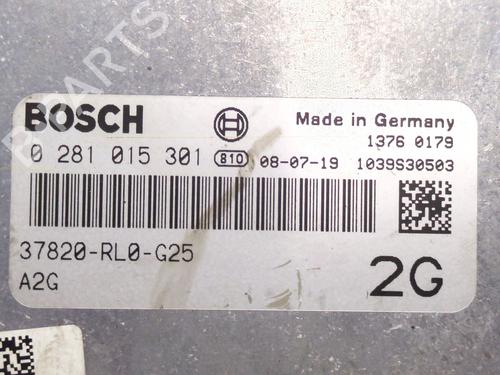 BOSCH
Made in Germany
1376 0179
0 281 015 301 810 08-07-19 1039S30503
37820-RL0-G25
A2G
2G